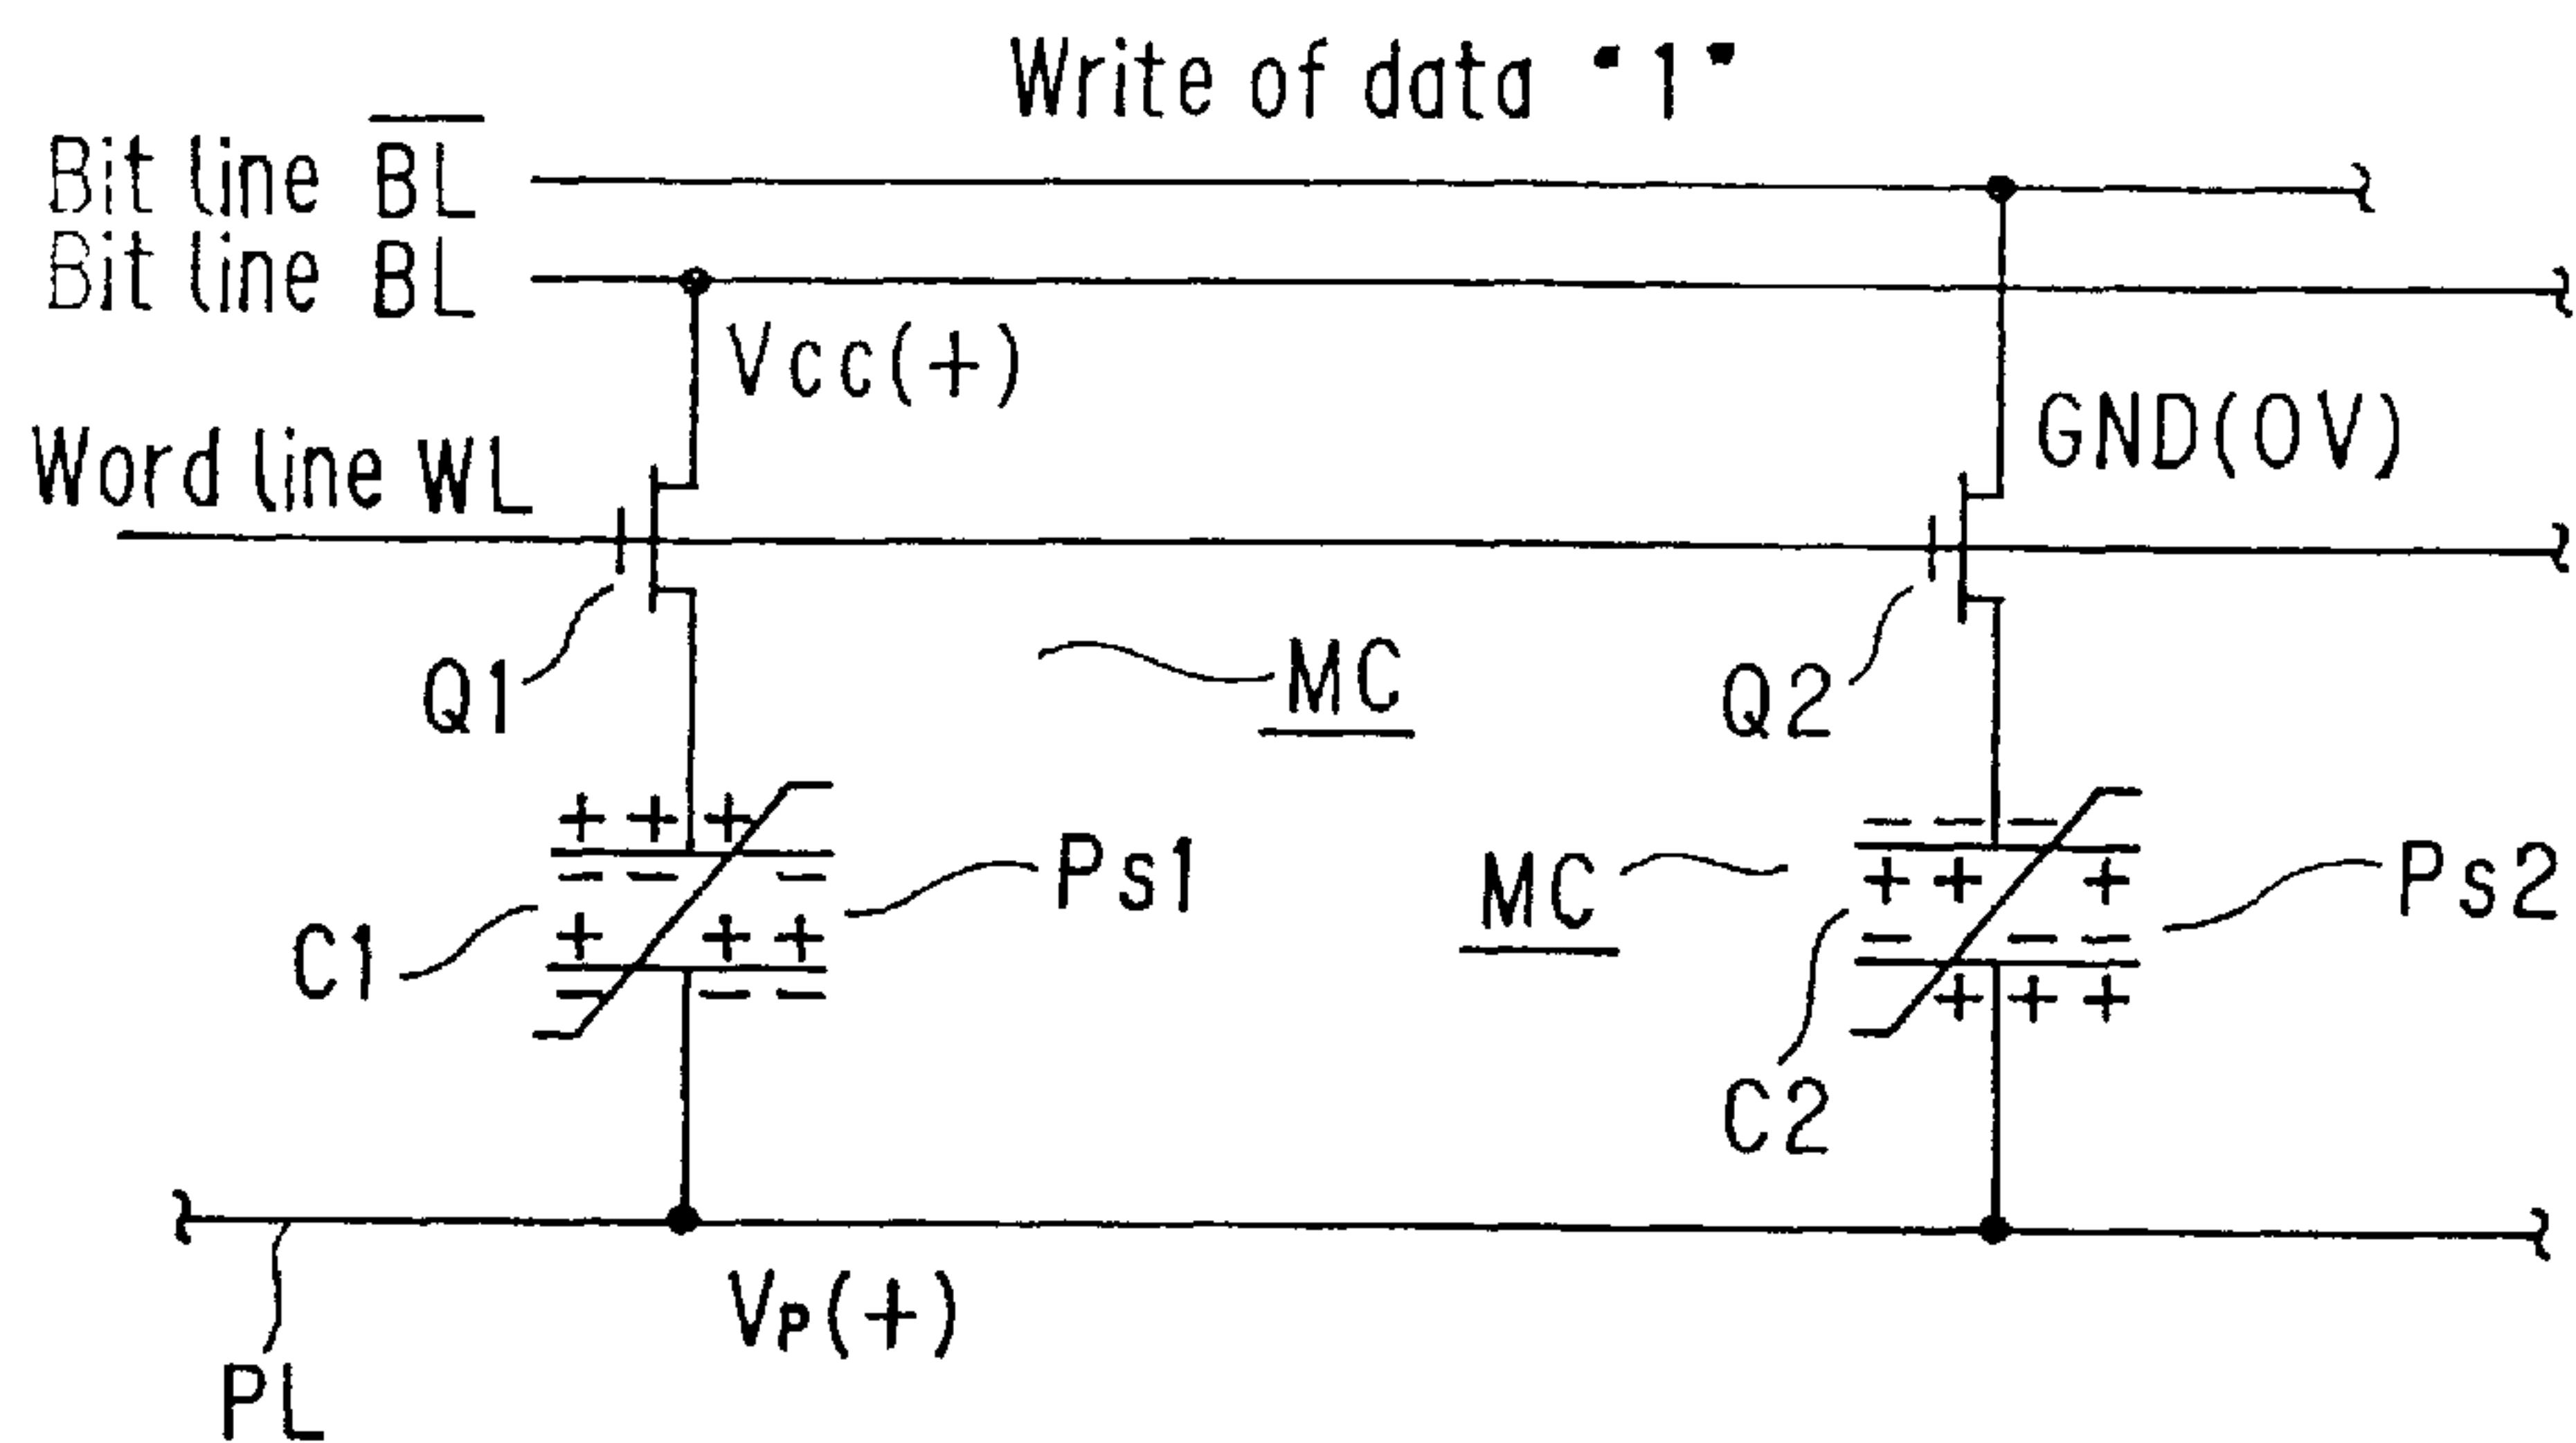 Write of data "1"
Bit line B̅L̅
Bit line BL
Vcc(+)
GND(0V)
Word line WL
Q1
MC
Q2
+ + +
− − −
− − −
+ + +
Ps1
MC
Ps2
C1
+ + +
− − −
− − −
+ + +
C2
VP(+)
PL